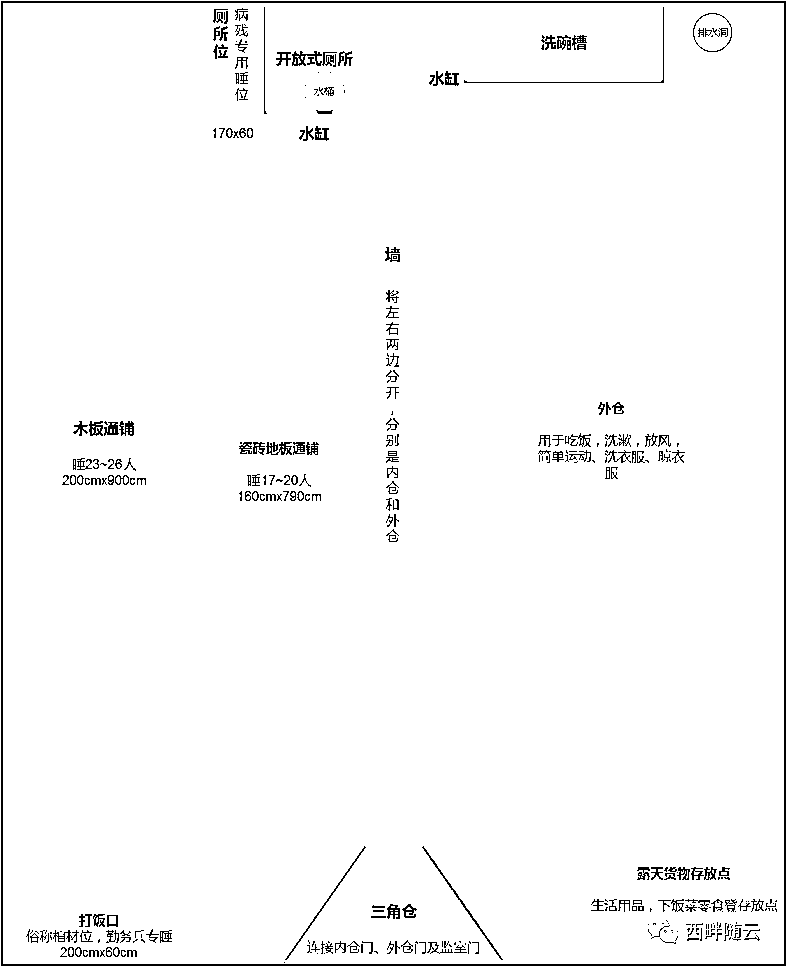 厕所位
病残专用睡位
170x60
开放式厕所
水桶
水缸
水缸
洗碗槽
排水洞
墙
将左右两边分开，分别是内仓和外仓
木板通铺
睡23~26人
200cmx900cm
瓷砖地板通铺
睡17~20人
160cmx790cm
外仓
用于吃饭，洗漱，放风，
简单运动、洗衣服、晾衣
服
打饭口
俗称棺材位，勤务兵专睡
200cmx60cm
三角仓
连接内仓门、外仓门及监室门
露天货物存放点
生活用品，下饭菜零食暨存放点
西畔随云